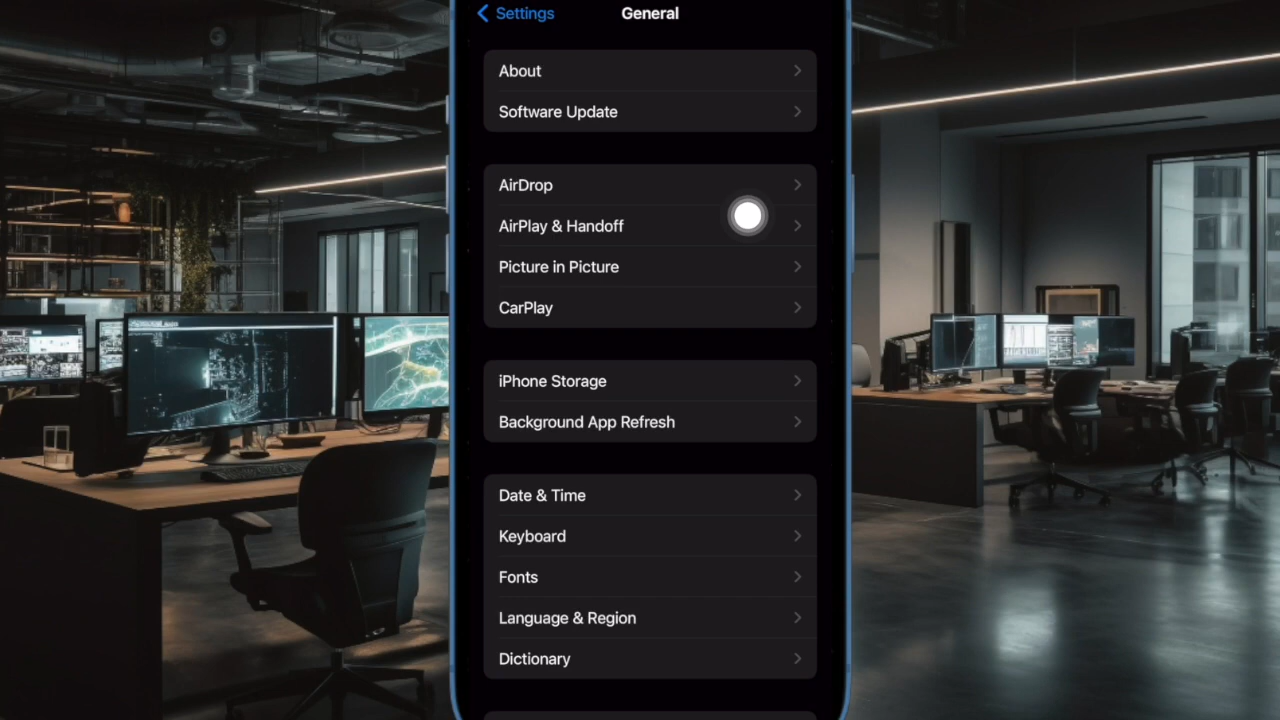 Settings
General
About
Software Update
AirDrop
AirPlay & Handoff
Picture in Picture
CarPlay
iPhone Storage
Background App Refresh
Date & Time
Keyboard
Fonts
Language & Region
Dictionary